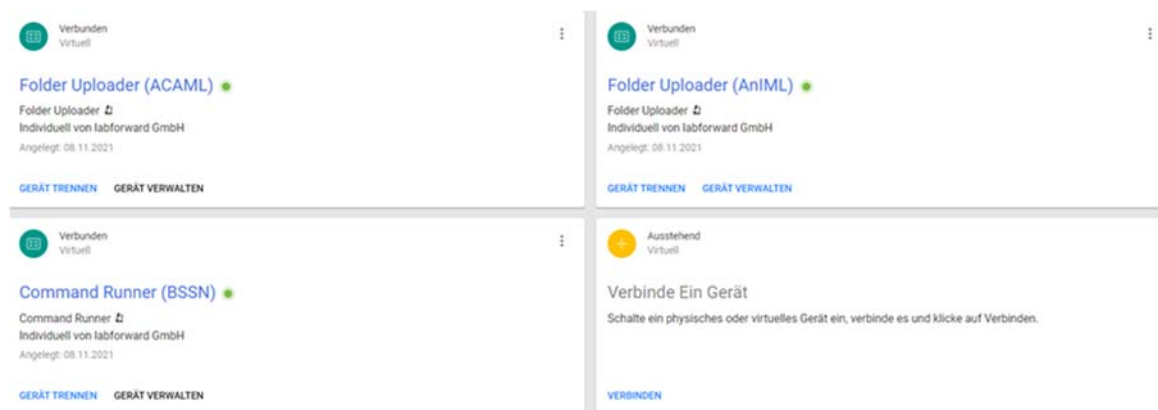 Verbunden
Virtuell
Folder Uploader (ACAML)
Folder Uploader
Individuell von labforward GmbH
Angelegt: 08.11.2021
GERÄT TRENNEN GERÄT VERWALTEN
Verbunden
Virtuell
Folder Uploader (AnIML)
Folder Uploader
Individuell von labforward GmbH
Angelegt: 08.11.2021
GERÄT TRENNEN GERÄT VERWALTEN
Verbunden
Virtuell
Command Runner (BSSN)
Command Runner
Individuell von labforward GmbH
Angelegt: 08.11.2021
GERÄT TRENNEN GERÄT VERWALTEN
Ausstehend
Virtuell
Verbinde Ein Gerät
Schalte ein physisches oder virtuelles Gerät ein, verbinde es und klicke auf Verbinden.
VERBINDEN